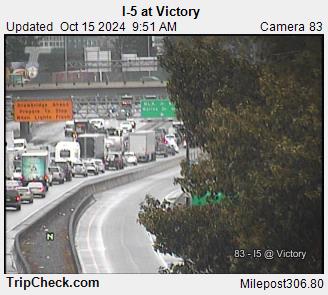 I-5 at Victory
Updated Oct 15 2024 9:51 AM Camera 83
Drawbridge Ahead
Prepare To Stop
When Lights Flash
N
83 - I5 @ Victory
TripCheck.com Milepost306.80